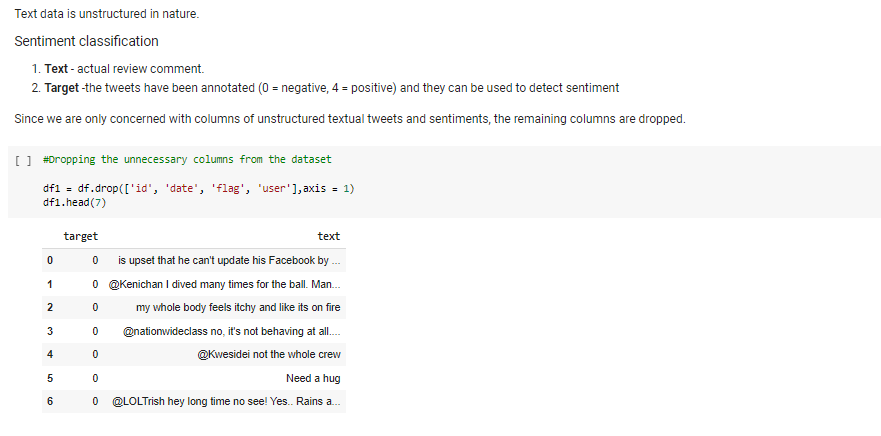 Text data is unstructured in nature.
Sentiment classification
1. Text - actual review comment.
2. Target -the tweets have been annotated (0 = negative, 4 = positive) and they can be used to detect sentiment
Since we are only concerned with columns of unstructured textual tweets and sentiments, the remaining columns are dropped.
[ ] #Dropping the unnecessary columns from the dataset
df1 = df.drop(['id', 'date', 'flag', 'user'],axis = 1)
df1.head(7)
target text
0 0 is upset that he can't update his Facebook by ...
1 0 @Kenichan I dived many times for the ball. Man...
2 0 my whole body feels itchy and like its on fire
3 0 @nationwideclass no, it's not behaving at all....
4 0 @Kwesidei not the whole crew
5 0 Need a hug
6 0 @LOLTrish hey long time no see! Yes.. Rains a...